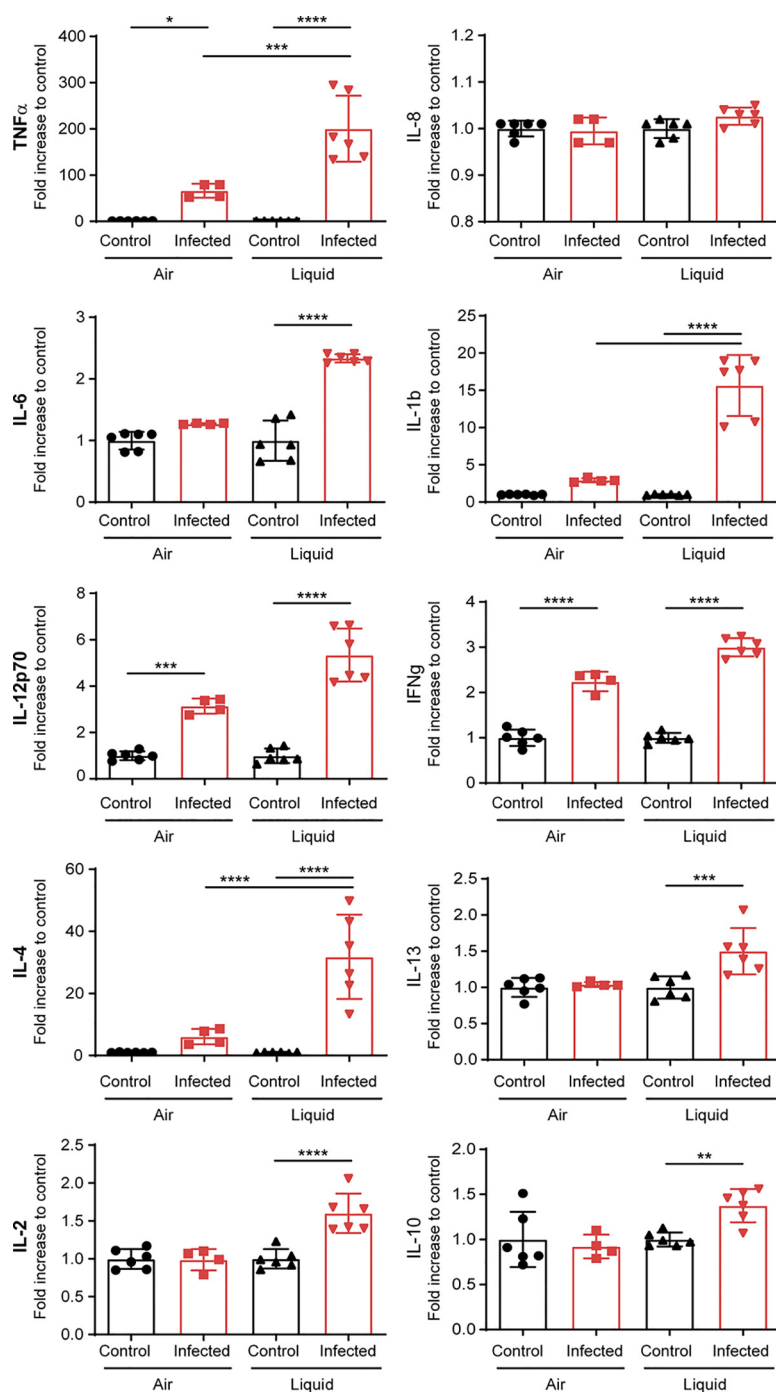 TNFα
Fold increase to control
400
300
200
100
0
*
****
***
Control Infected Control Infected
Air Liquid
IL-8
Fold increase to control
1.2
1.1
1.0
0.9
0.8
Control Infected Control Infected
Air Liquid
IL-6
Fold increase to control
3
2
1
0
****
Control Infected Control Infected
Air Liquid
IL-1b
Fold increase to control
20
15
10
5
0
****
Control Infected Control Infected
Air Liquid
IL-12p70
Fold increase to control
8
6
4
2
0
***
****
Control Infected Control Infected
Air Liquid
IFNg
Fold increase to control
4
3
2
1
0
****
****
Control Infected Control Infected
Air Liquid
IL-4
Fold increase to control
60
40
20
0
****
****
Control Infected Control Infected
Air Liquid
IL-13
Fold increase to control
2.5
2.0
1.5
1.0
0.5
0.0
***
Control Infected Control Infected
Air Liquid
IL-2
Fold increase to control
2.5
2.0
1.5
1.0
0.5
0.0
****
Control Infected Control Infected
Air Liquid
IL-10
Fold increase to control
2.0
1.5
1.0
0.5
0.0
**
Control Infected Control Infected
Air Liquid